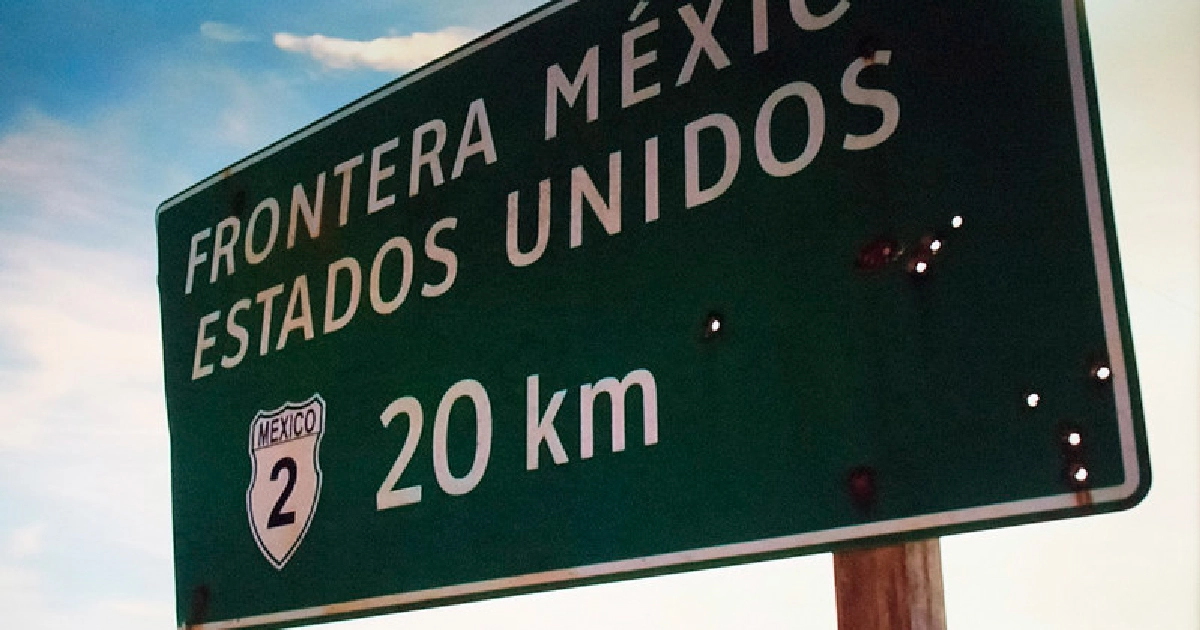 FRONTERA MÉXIC
ESTADOS UNIDOS
MEXICO
2
20 km